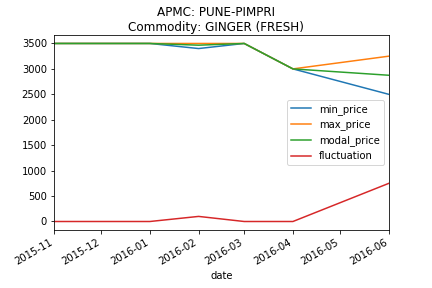 APMC: PUNE-PIMPRI
Commodity: GINGER (FRESH)
3500
3000
2500
2000
1500
1000
500
0
min_price
max_price
modal_price
fluctuation
2015-11
2015-12
2016-01
2016-02
2016-03
2016-04
2016-05
2016-06
date